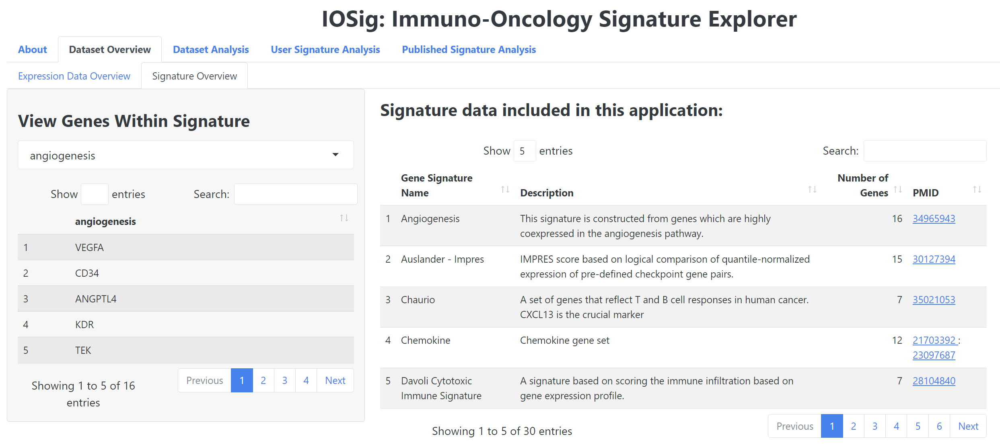 IOSig: Immuno-Oncology Signature Explorer
About
Dataset Overview
Dataset Analysis
User Signature Analysis
Published Signature Analysis
Expression Data Overview
Signature Overview
View Genes Within Signature
angiogenesis
Show entries
Search:
angiogenesis
1 VEGFA
2 CD34
3 ANGPTL4
4 KDR
5 TEK
Showing 1 to 5 of 16
entries
Previous 1 2 3 4 Next
Signature data included in this application:
Show 5 entries
Search:
Gene Signature
Name
Description
Number of
Genes
PMID
1 Angiogenesis This signature is constructed from genes which are highly 16 34965943
coexpressed in the angiogenesis pathway.
2 Auslander - Impres IMPRES score based on logical comparison of quantile-normalized 15 30127394
expression of pre-defined checkpoint gene pairs.
3 Chaurio A set of genes that reflect T and B cell responses in human cancer. 7 35021053
CXCL13 is the crucial marker
4 Chemokine Chemokine gene set 12 21703392 :
23097687
5 Davoli Cytotoxic A signature based on scoring the immune infiltration based on 7 28104840
Immune Signature gene expression profile.
Showing 1 to 5 of 30 entries
Previous 1 2 3 4 5 6 Next